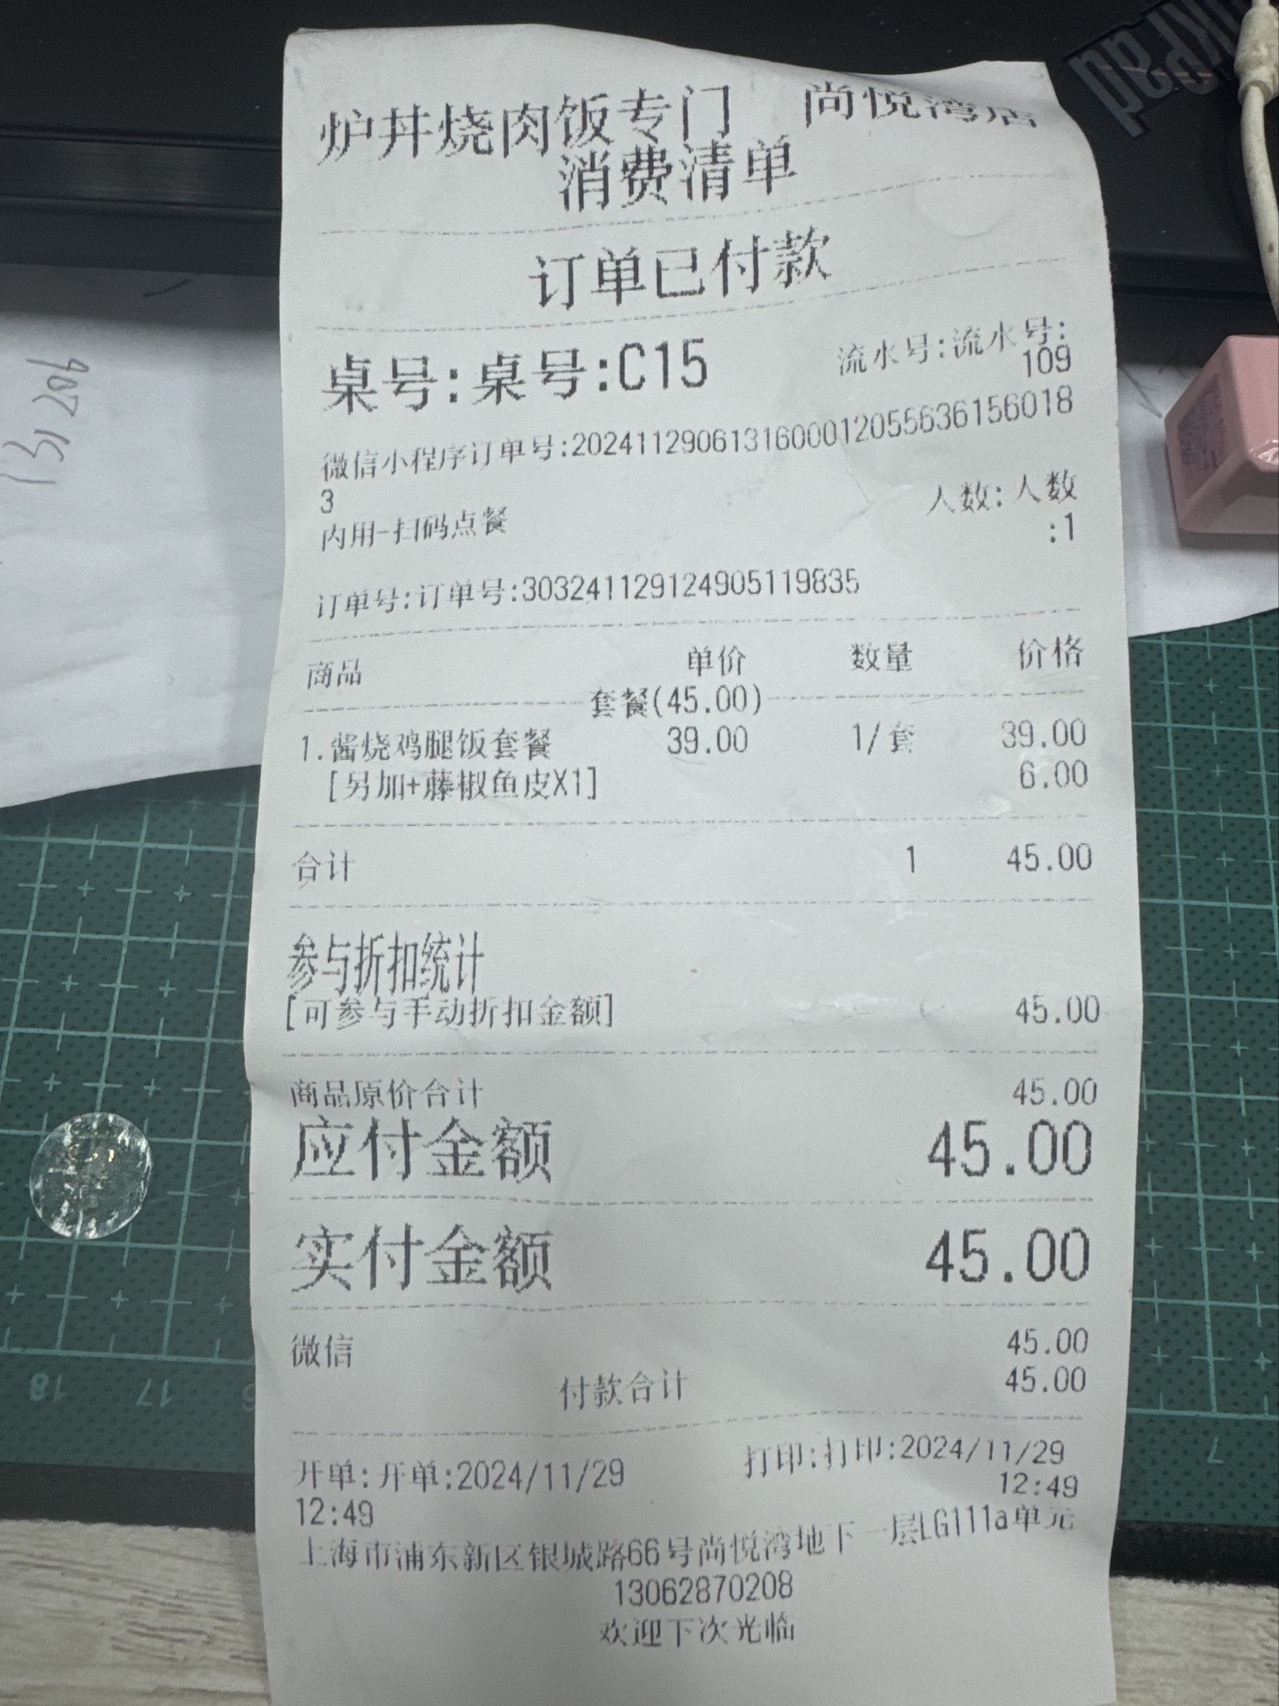 炉丼烧肉饭专门 尚悦湾店
消费清单
订单已付款
桌号:桌号:C15
流水号:流水号:
109
微信小程序订单号:2024112906131600012055636156018
3
内用-扫码点餐
人数:人数
:1
订单号:订单号:303241129124905119835
商品 单价 数量 价格
套餐(45.00)
1.酱烧鸡腿饭套餐 39.00 1/套 39.00
[另加+藤椒鱼皮X1] 6.00
合计 1 45.00
参与折扣统计
[可参与手动折扣金额] 45.00
商品原价合计 45.00
应付金额 45.00
实付金额 45.00
微信 45.00
付款合计 45.00
开单:开单:2024/11/29
12:49
打印:打印:2024/11/29
12:49
上海市浦东新区银城路66号尚悦湾地下一层LG111a单元
13062870208
欢迎下次光临
18 17
7